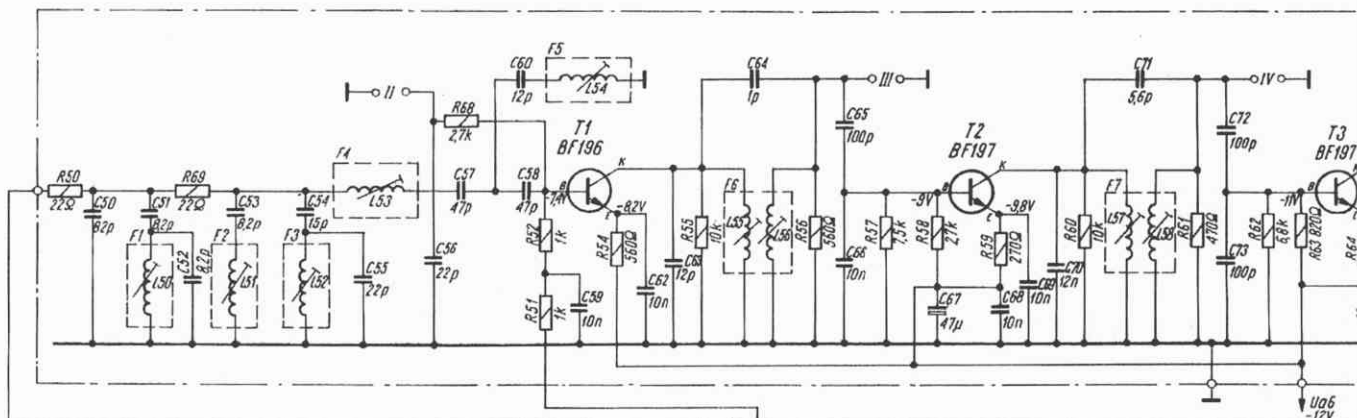 R50
22Ω
C50
82p
C51
8,2p
F1
L50
C52
8,2p
R69
22Ω
C53
8,2p
F2
L51
C54
15p
F3
L52
C55
22p
F4
L53
II
C56
22p
R68
2,7k
C57
47p
C60
12p
F5
L54
C58
47p
T1
BF196
B
K
E
-7,4V
-8,2V
R52
1k
R51
1k
C59
10n
R54
560Ω
C62
10n
C63
12p
R55
10k
C64
1p
F6
L55
L56
R56
560Ω
III
C65
100p
C66
10n
R57
7,5k
T2
BF197
B
K
E
-9V
-9,8V
R58
2,7k
R59
270Ω
C67
47µ
C68
10n
C69
10n
C70
12n
R60
10k
C71
5,6p
F7
L57
L58
R61
470Ω
IV
C72
100p
C73
100p
R62
6,8k
T3
BF197
B
K
-11V
R63
820Ω
R64
Ua6
-12V